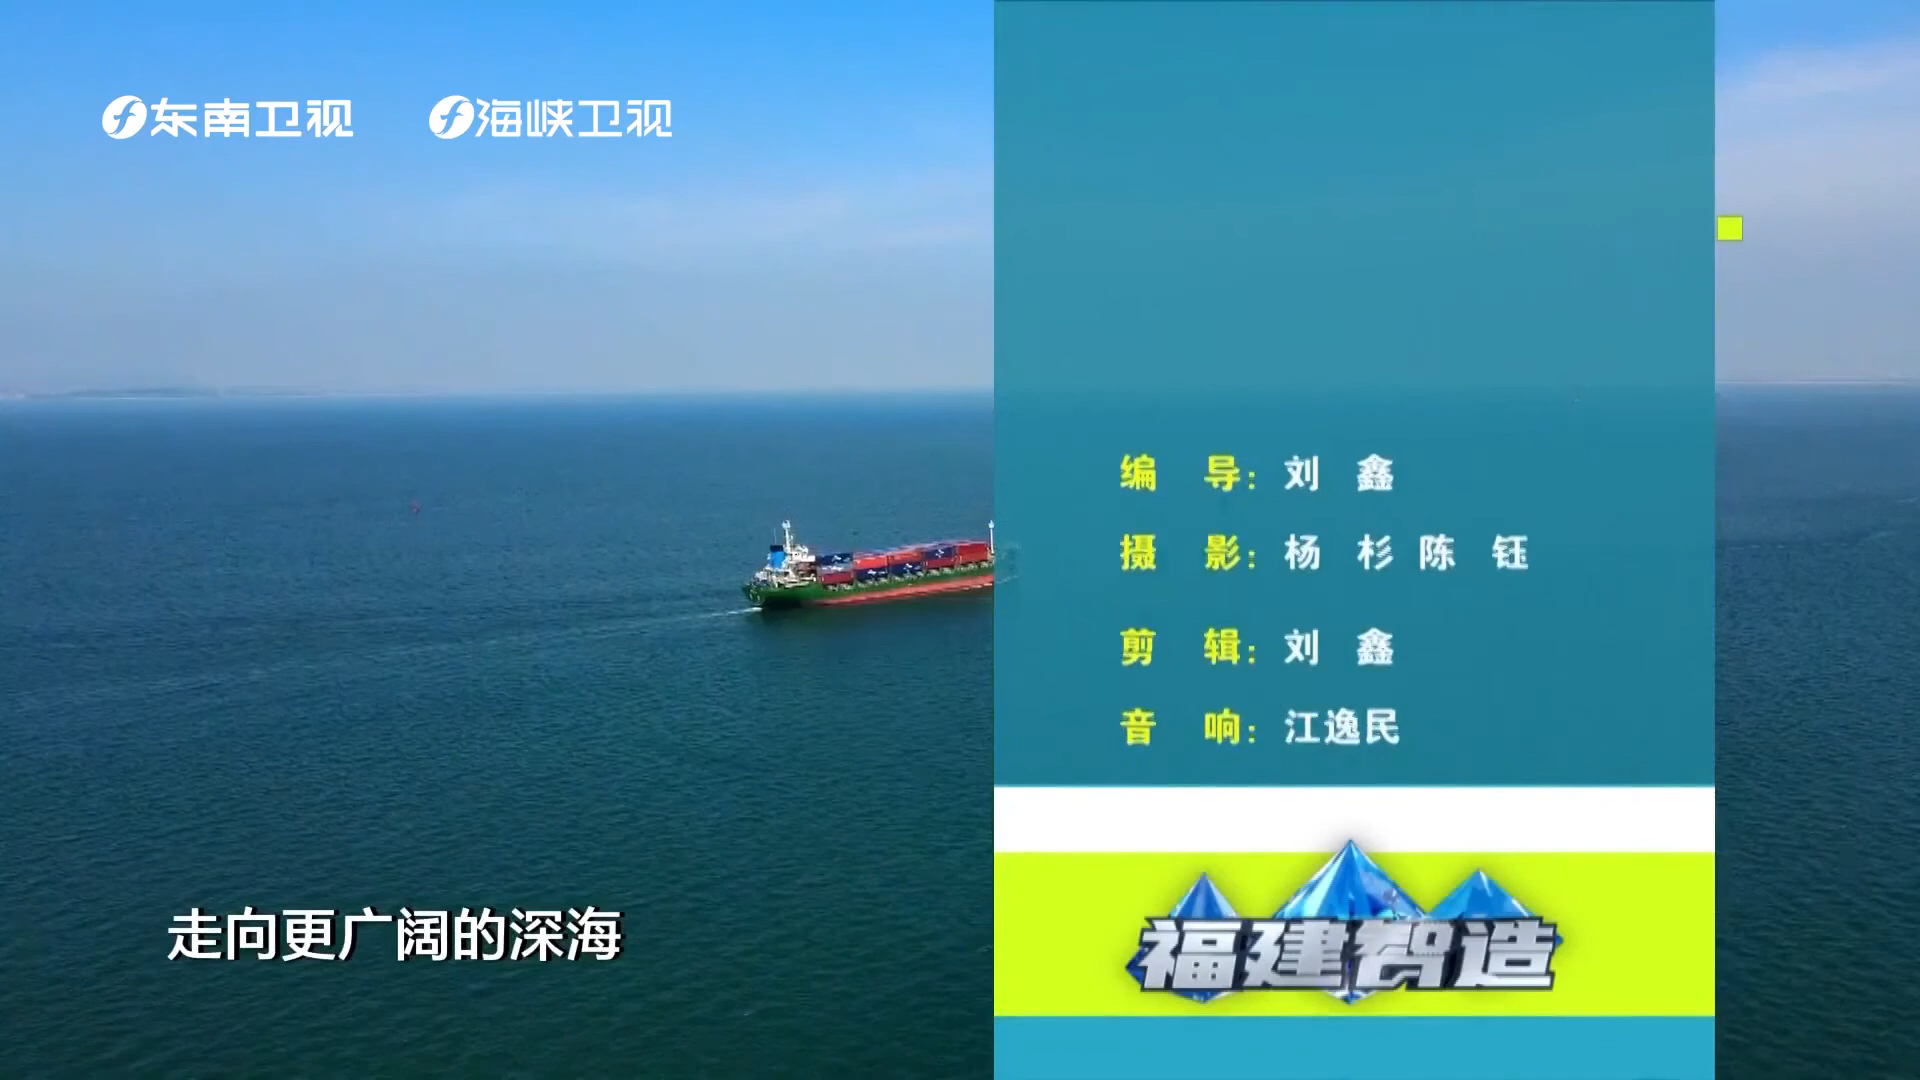 东南卫视 海峡卫视
编 导: 刘 鑫
摄 影: 杨 杉 陈 钰
剪 辑: 刘 鑫
音 响: 江逸民
走向更广阔的深海
福建智造